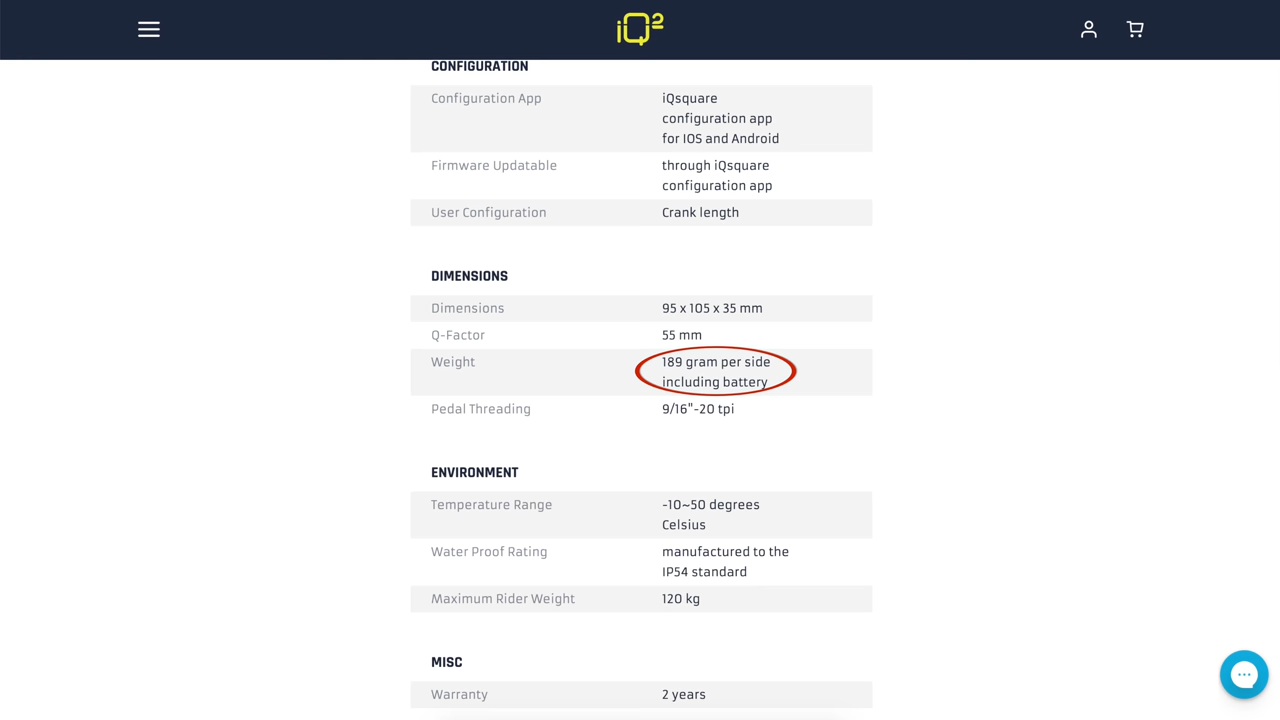 iQ2
CONFIGURATION
Configuration App
iQsquare
configuration app
for IOS and Android
Firmware Updatable
through iQsquare
configuration app
User Configuration
Crank length
DIMENSIONS
Dimensions
95 x 105 x 35 mm
Q-Factor
55 mm
Weight
189 gram per side
including battery
Pedal Threading
9/16"-20 tpi
ENVIRONMENT
Temperature Range
-10~50 degrees
Celsius
Water Proof Rating
manufactured to the
IP54 standard
Maximum Rider Weight
120 kg
MISC
Warranty
2 years